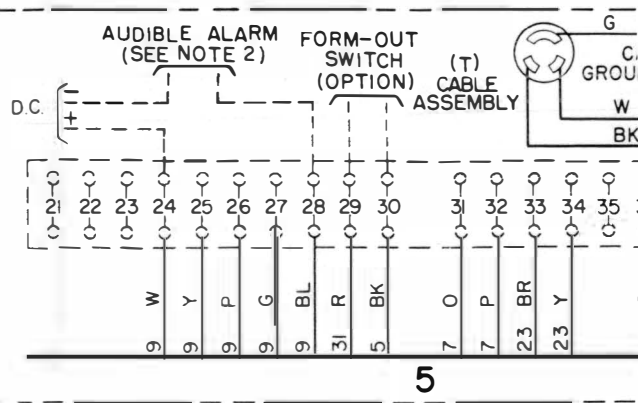 AUDIBLE ALARM
(SEE NOTE 2)
FORM-OUT
SWITCH
(OPTION)
(T)
CABLE
ASSEMBLY
G
GROU
W
BK
D.C.
-
+
21 22 23 24 25 26 27 28 29 30 31 32 33 34 35
W Y P G BL R BK O P BR Y
9 9 9 9 9 31 5 7 7 23 23
5